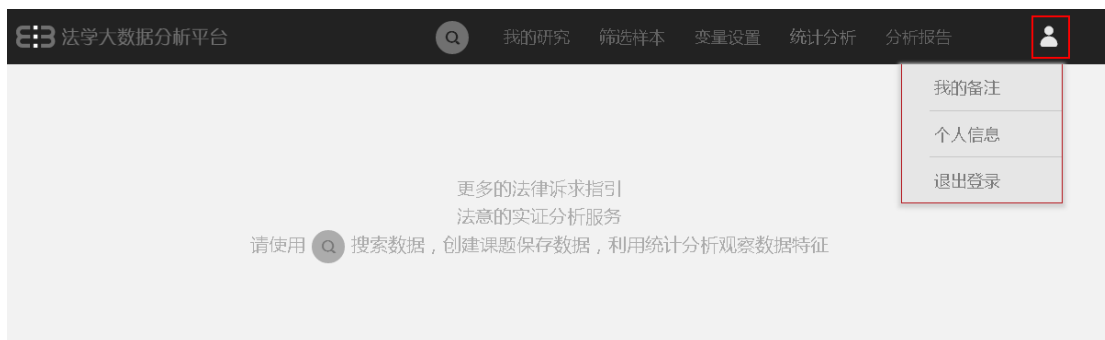 法学大数据分析平台
我的研究 筛选样本 变量设置 统计分析 分析报告
我的备注
个人信息
退出登录
更多的法律诉求指引
法意的实证分析服务
请使用 搜索数据，创建课题保存数据，利用统计分析观察数据特征